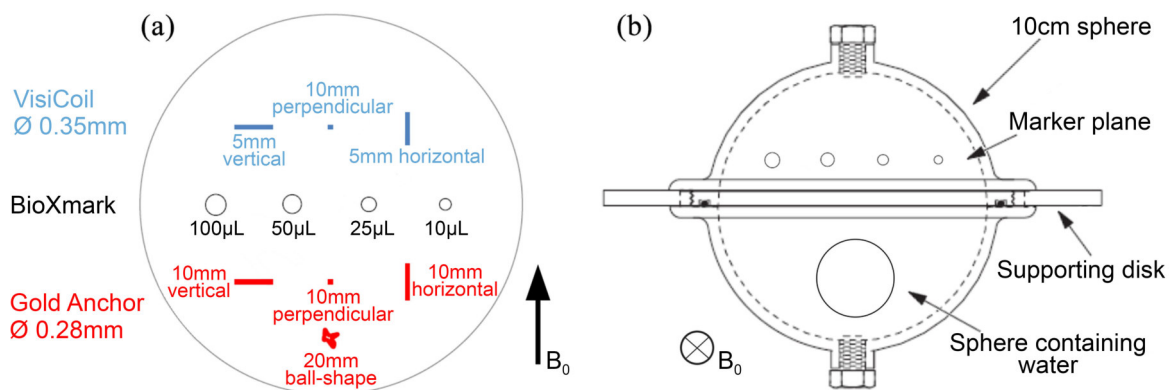 (a)
VisiCoil
Ø 0.35mm
10mm
perpendicular
5mm
vertical
5mm horizontal
BioXmark
100µL
50µL
25µL
10µL
10mm
vertical
10mm
perpendicular
10mm
horizontal
Gold Anchor
Ø 0.28mm
20mm
ball-shape
B0
(b)
10cm sphere
Marker plane
Supporting disk
Sphere containing
water
B0